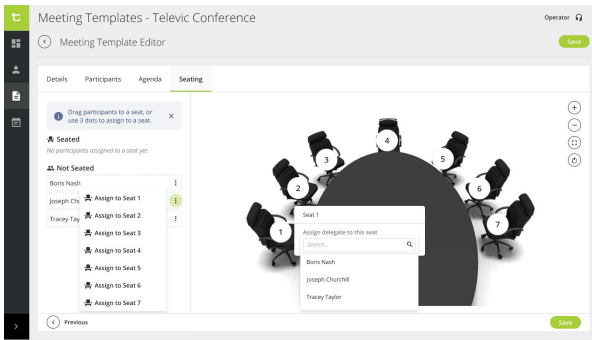 Meeting Templates - Televic Conference
Operator
Meeting Template Editor
Save
Details Participants Agenda Seating
Drag participants to a seat, or
use 3 dots to assign to a seat.
Seated
No participants assigned to a seat yet
Not Seated
Boris Nash
Joseph Chu
Tracey Tay
Assign to Seat 1
Assign to Seat 2
Assign to Seat 3
Assign to Seat 4
Assign to Seat 5
Assign to Seat 6
Assign to Seat 7
1
2
3
4
5
6
7
Seat 1
Assign delegate to this seat
Search...
Boris Nash
Joseph Churchill
Tracey Taylor
Previous
Save